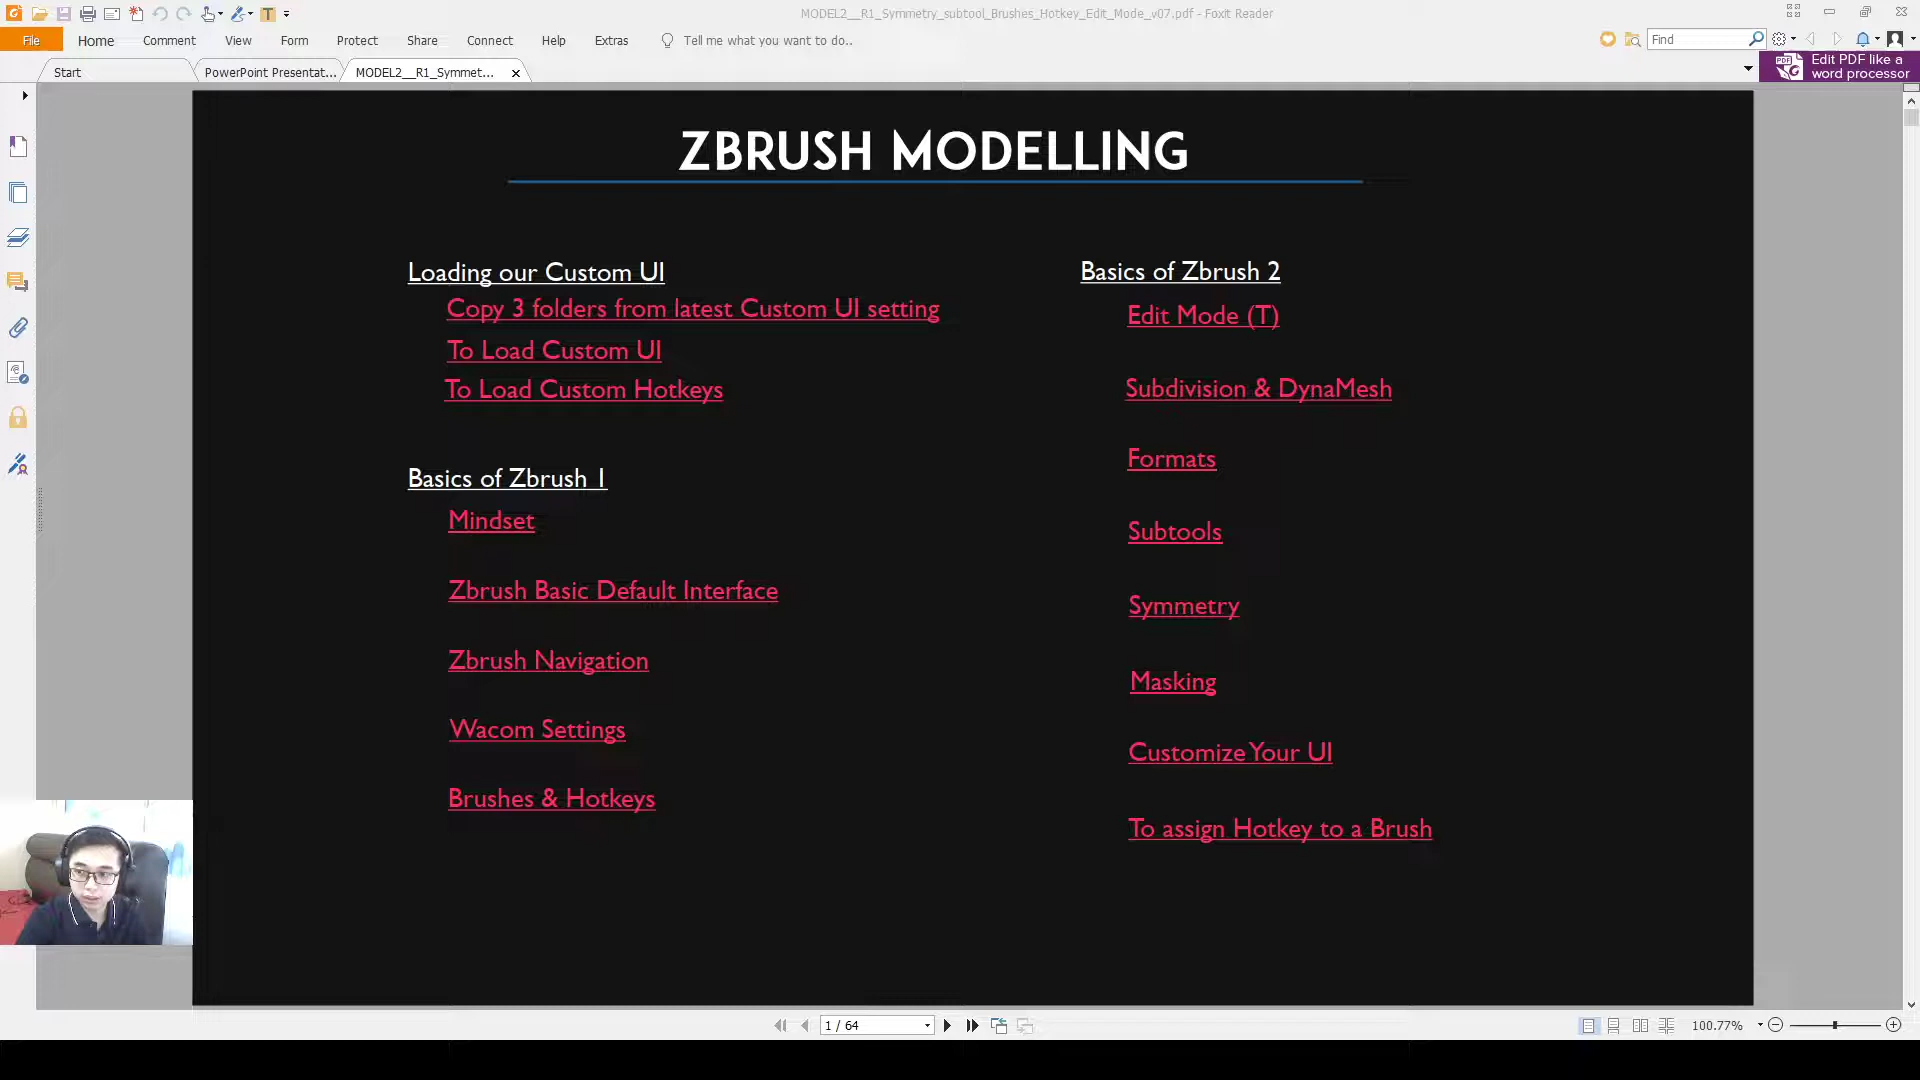 MODEL2__R1_Symmetry_subtool_Brushes_Hotkey_Edit_Mode_v07.pdf - Foxit Reader
File
Home
Comment
View
Form
Protect
Share
Connect
Help
Extras
Tell me what you want to do..
Find
Start
PowerPoint Presentat...
MODEL2__R1_Symmet...
Edit PDF like a
word processor
ZBRUSH MODELLING
Loading our Custom UI
Copy 3 folders from latest Custom UI setting
To Load Custom UI
To Load Custom Hotkeys
Basics of Zbrush 1
Mindset
Zbrush Basic Default Interface
Zbrush Navigation
Wacom Settings
Brushes & Hotkeys
Basics of Zbrush 2
Edit Mode (T)
Subdivision & DynaMesh
Formats
Subtools
Symmetry
Masking
Customize Your UI
To assign Hotkey to a Brush
1 / 64
100.77%